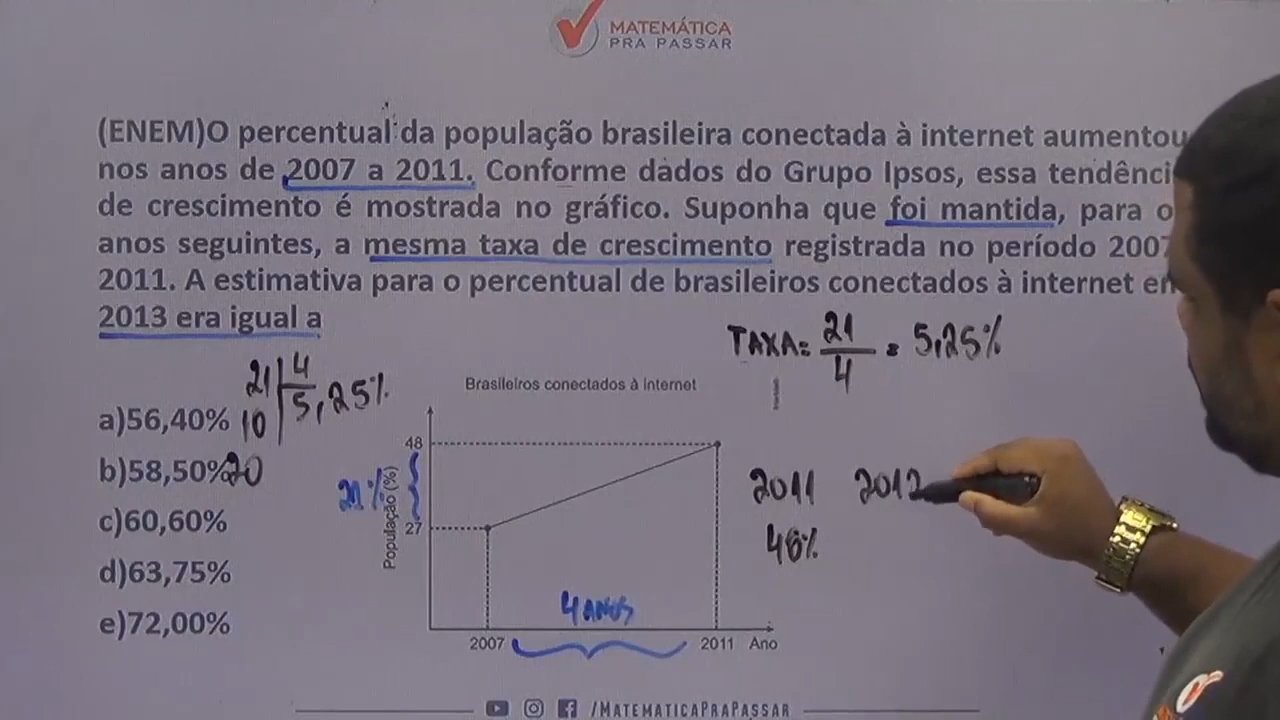 MATEMÁTICA
PRA PASSAR
(ENEM)O percentual da população brasileira conectada à internet aumentou
nos anos de 2007 a 2011. Conforme dados do Grupo Ipsos, essa tendênci
de crescimento é mostrada no gráfico. Suponha que foi mantida, para o
anos seguintes, a mesma taxa de crescimento registrada no período 2007
2011. A estimativa para o percentual de brasileiros conectados à internet en
2013 era igual a
TAXA= 21/4 = 5,25%
21 4
10 5,25%
20
a)56,40%
b)58,50%
c)60,60%
d)63,75%
e)72,00%
Brasileiros conectados à internet
48
21%
População (%)
27
4 ANOS
2007 2011 Ano
2011 2012
48%
/MATEMATICAPRAPASSAR